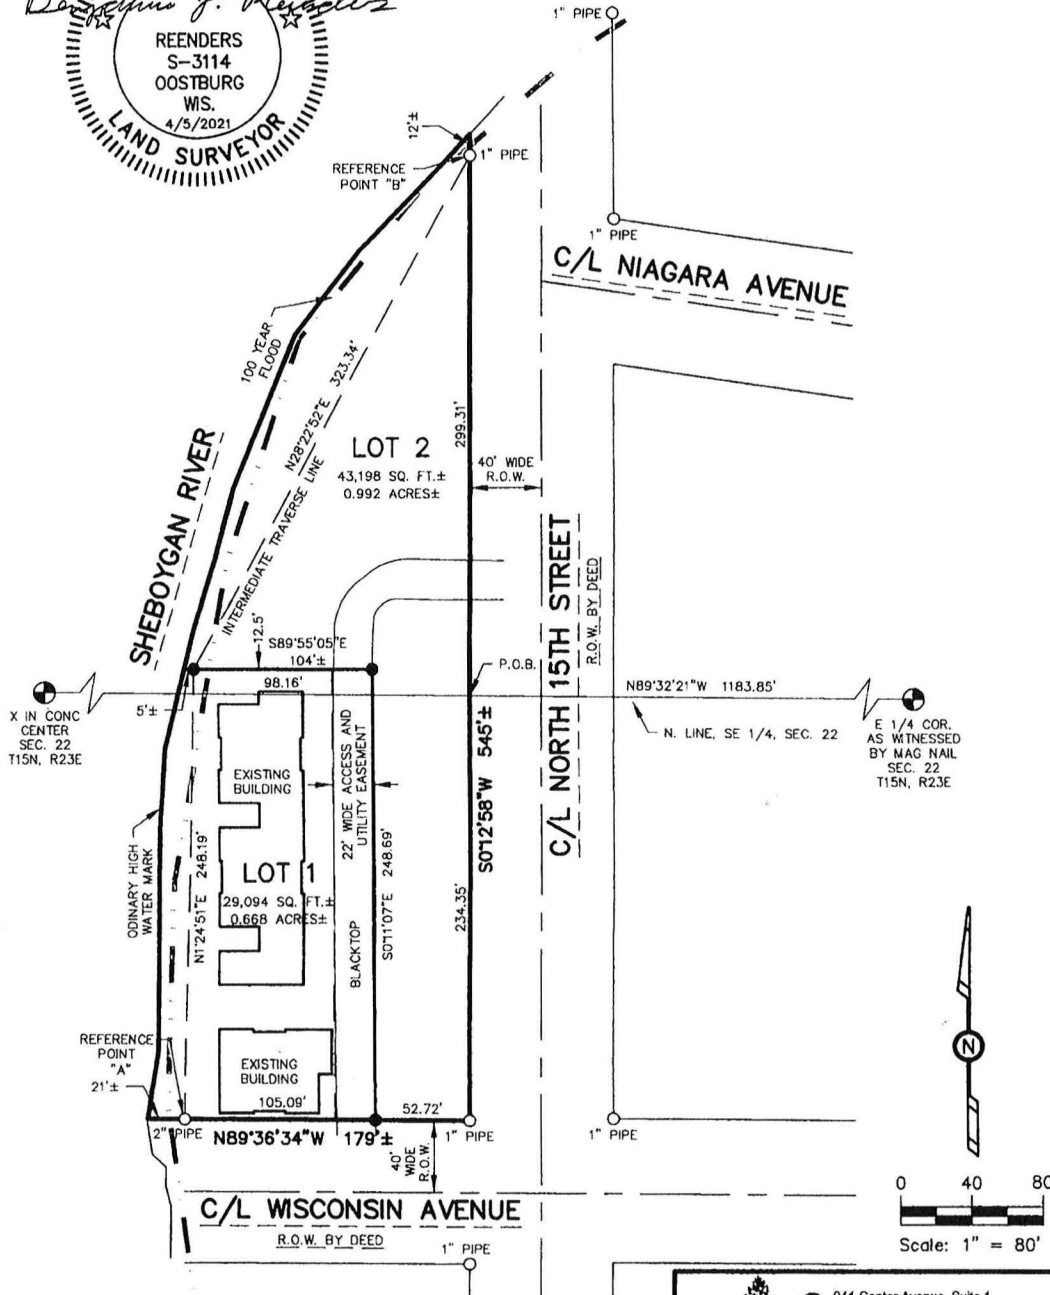 Benjamin J. Reenders
REENDERS
S-3114
OOSTBURG
WIS.
4/5/2021
LAND SURVEYOR
1" PIPE
12'±
REFERENCE
POINT "B"
1" PIPE
1" PIPE
C/L NIAGARA AVENUE
100 YEAR
FLOOD
N28°22'52"E 323.34'
INTERMEDIATE TRAVERSE LINE
LOT 2
43,198 SQ. FT.±
0.992 ACRES±
299.31'
40' WIDE
R.O.W.
SHEBOYGAN RIVER
C/L NORTH 15TH STREET
R.O.W. BY DEED
12.5'
S89°55'05"E
104'±
98.16'
5'±
P.O.B.
N89°32'21"W 1183.85'
N. LINE, SE 1/4, SEC. 22
X IN CONC
CENTER
SEC. 22
T15N, R23E
E 1/4 COR.
AS WITNESSED
BY MAG NAIL
SEC. 22
T15N, R23E
EXISTING
BUILDING
22' WIDE ACCESS AND
UTILITY EASEMENT
S0°12'58"W 545'±
ODINARY HIGH
WATER MARK
N1°24'51"E 248.19'
LOT 1
29,094 SQ. FT.±
0.668 ACRES±
BLACKTOP
S0°11'07"E 248.69'
234.35'
REFERENCE
POINT
"A"
21'±
EXISTING
BUILDING
105.09'
52.72'
2" PIPE
N89°36'34"W 179'±
1" PIPE
1" PIPE
40'
WIDE
R.O.W.
N
C/L WISCONSIN AVENUE
R.O.W. BY DEED
1" PIPE
0 40 80
Scale: 1" = 80'